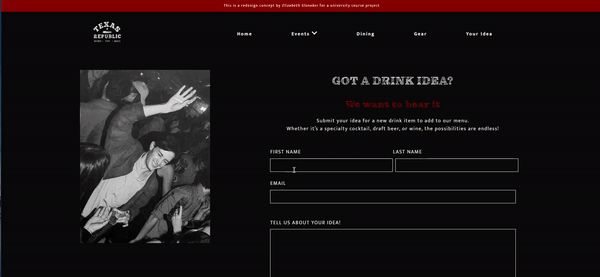 This is a redesign concept by Elizabeth Slanaker for a university course project
TEXAS
REPUBLIC
Home
Events
Dining
Gear
Your Idea
GOT A DRINK IDEA?
We want to hear it
Submit your idea for a new drink item to add to our menu.
Whether it's a specialty cocktail, draft beer, or wine, the possibilities are endless!
FIRST NAME
LAST NAME
EMAIL
TELL US ABOUT YOUR IDEA!